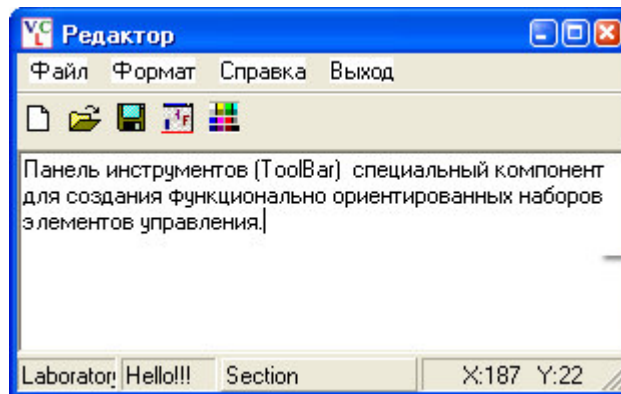 VCL Редактор
Файл Формат Справка Выход
Панель инструментов (ToolBar) специальный компонент
для создания функционально ориентированных наборов
элементов управления.
Laborator Hello!!! Section X:187 Y:22